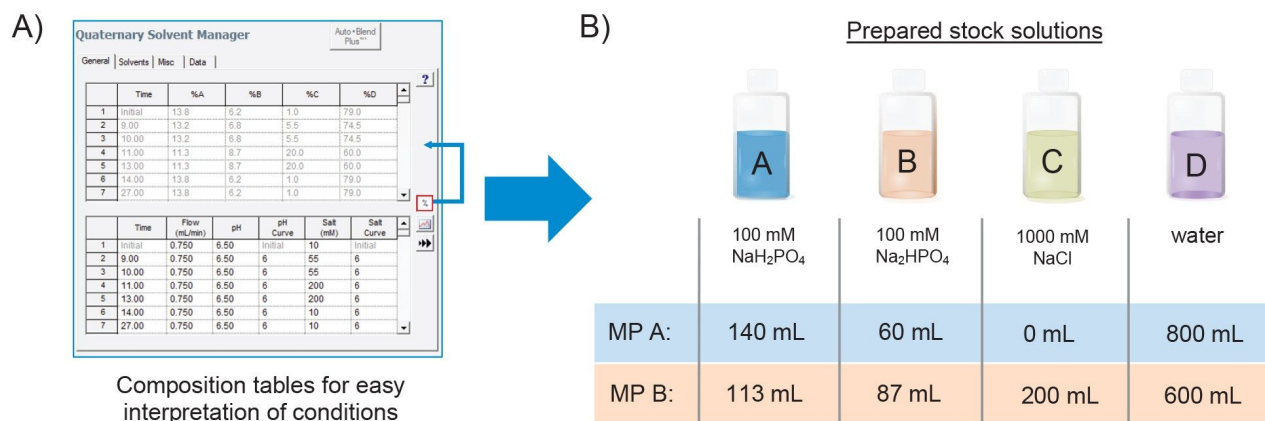 A)
Quaternary Solvent Manager
Auto•Blend
Plus™
General Solvents Misc Data
?
Time %A %B %C %D
1 Initial 13.8 6.2 1.0 79.0
2 9.00 13.2 6.8 5.5 74.5
3 10.00 13.2 6.8 5.5 74.5
4 11.00 11.3 8.7 20.0 60.0
5 13.00 11.3 8.7 20.0 60.0
6 14.00 13.8 6.2 1.0 79.0
7 27.00 13.8 6.2 1.0 79.0
%
Time Flow (mL/min) pH pH Curve Salt (mM) Salt Curve
1 Initial 0.750 6.50 Initial 10 Initial
2 9.00 0.750 6.50 6 55 6
3 10.00 0.750 6.50 6 55 6
4 11.00 0.750 6.50 6 200 6
5 13.00 0.750 6.50 6 200 6
6 14.00 0.750 6.50 6 10 6
7 27.00 0.750 6.50 6 10 6
Composition tables for easy
interpretation of conditions
B)
Prepared stock solutions
A B C D
100 mM NaH₂PO₄
100 mM Na₂HPO₄
1000 mM NaCl
water
MP A: 140 mL 60 mL 0 mL 800 mL
MP B: 113 mL 87 mL 200 mL 600 mL